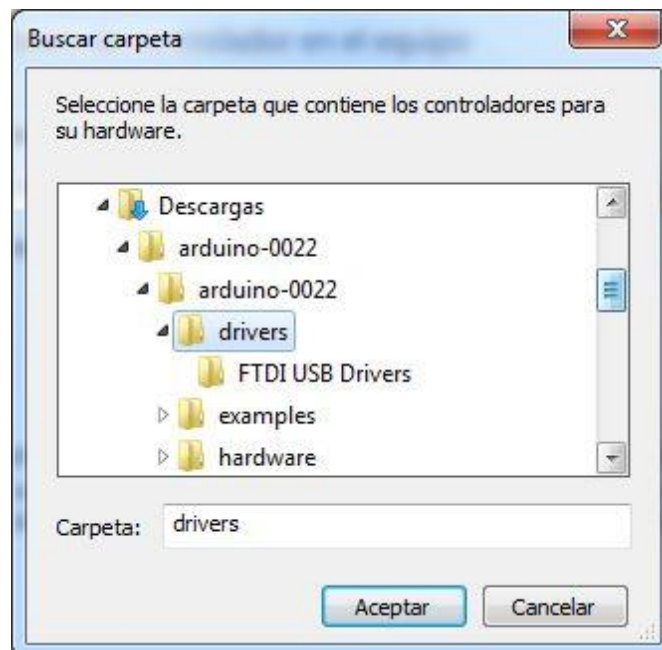 Buscar carpeta
Seleccione la carpeta que contiene los controladores para
su hardware.
Descargas
arduino-0022
arduino-0022
drivers
FTDI USB Drivers
examples
hardware
Carpeta: drivers
Aceptar Cancelar